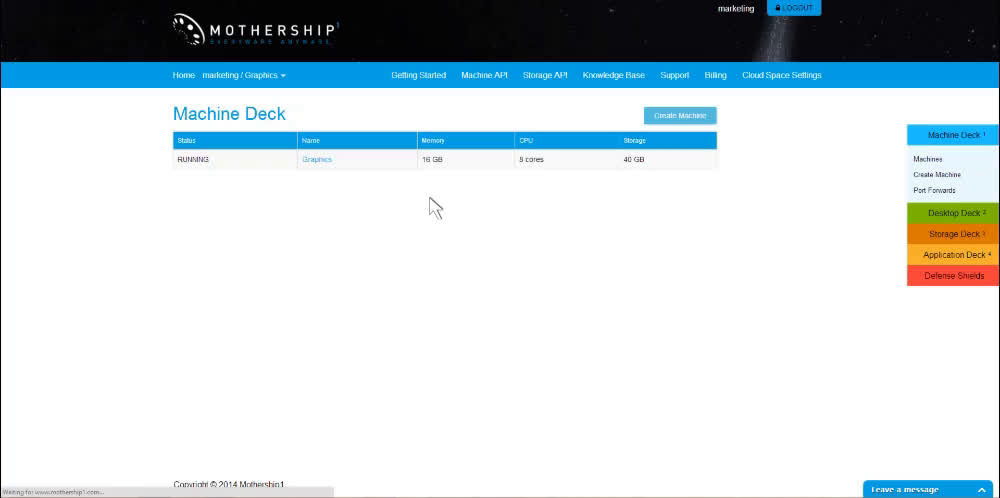 marketing
LOGOUT
MOTHERSHIP1
EVERYWARE ANYWARE
Home marketing / Graphics Getting Started Machine API Storage API Knowledge Base Support Billing Cloud Space Settings
Machine Deck
Create Machine
Status Name Memory CPU Storage
RUNNING Graphics 16 GB 8 cores 40 GB
Machine Deck 1
Machines
Create Machine
Port Forwards
Desktop Deck 2
Storage Deck 3
Application Deck 4
Defense Shields
Copyright © 2014 Mothership1.
Waiting for www.mothership1.com...
Leave a message